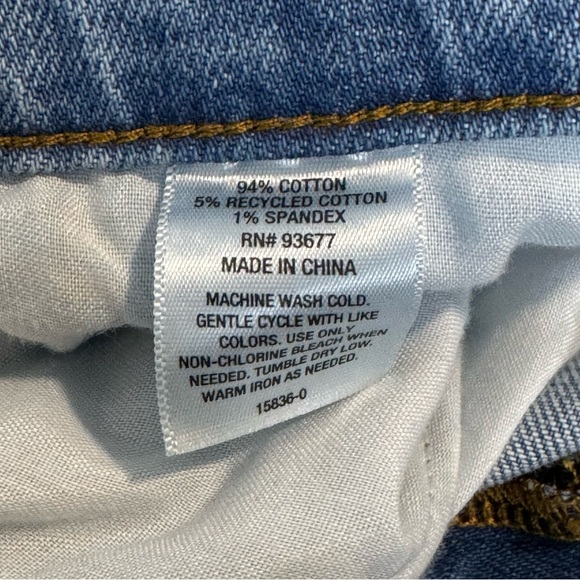 94% COTTON
5% RECYCLED COTTON
1% SPANDEX
RN# 93677
MADE IN CHINA
MACHINE WASH COLD.
GENTLE CYCLE WITH LIKE
COLORS. USE ONLY
NON-CHLORINE BLEACH WHEN
NEEDED. TUMBLE DRY LOW.
WARM IRON AS NEEDED.
15836-0